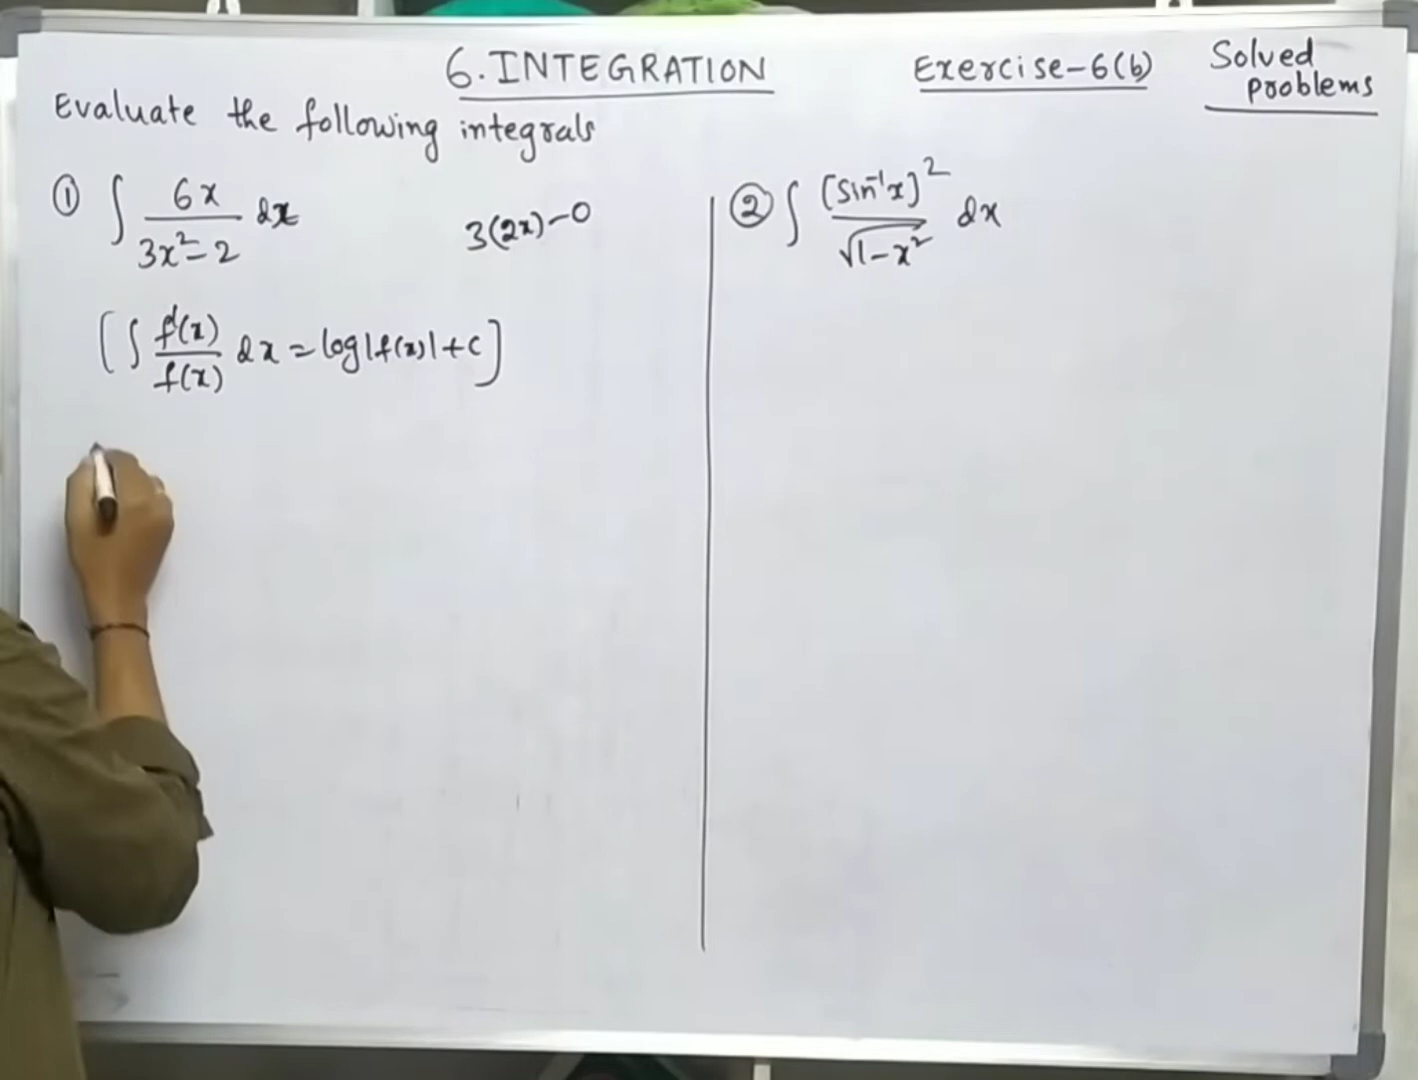 6. INTEGRATION
Exercise-6(b)
Solved
problems
Evaluate the following integrals
① ∫ 6x / 3x²-2 dx
3(2x)-0
[∫ f'(x) / f(x) dx = log|f(x)|+c]
② ∫ [Sin⁻¹x]² / √1-x² dx